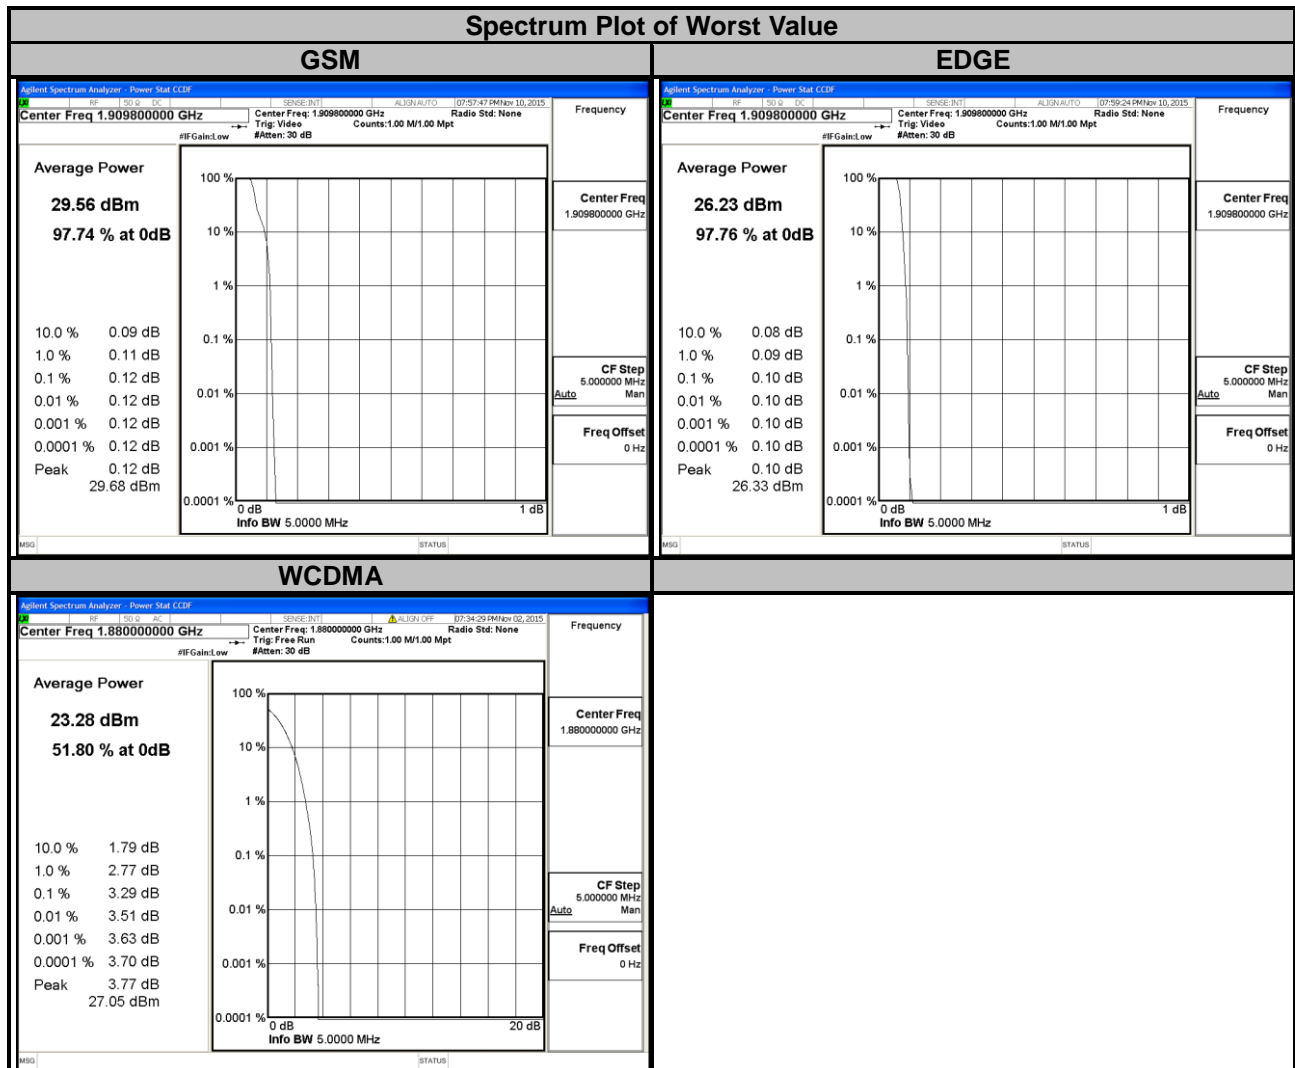 Spectrum Plot of Worst Value
GSM
EDGE
Agilent Spectrum Analyzer - Power Stat CCDF
RF 50 Ω DC SENSE:INT ALIGN AUTO 07:57:47 PM Nov 10, 2015
Center Freq 1.909800000 GHz
Center Freq: 1.909800000 GHz Radio Std: None
Trig: Video Counts:1.00 M/1.00 Mpt
#IFGain:Low #Atten: 30 dB
Average Power
29.56 dBm
97.74 % at 0dB
10.0 % 0.09 dB
1.0 % 0.11 dB
0.1 % 0.12 dB
0.01 % 0.12 dB
0.001 % 0.12 dB
0.0001 % 0.12 dB
Peak 0.12 dB
29.68 dBm
100 %
10 %
1 %
0.1 %
0.01 %
0.001 %
0.0001 %
0 dB 1 dB
Info BW 5.0000 MHz
Frequency
Center Freq
1.909800000 GHz
CF Step
5.000000 MHz
Auto Man
Freq Offset
0 Hz
MSG STATUS
Agilent Spectrum Analyzer - Power Stat CCDF
RF 50 Ω DC SENSE:INT ALIGN AUTO 07:59:24 PM Nov 10, 2015
Center Freq 1.909800000 GHz
Center Freq: 1.909800000 GHz Radio Std: None
Trig: Video Counts:1.00 M/1.00 Mpt
#IFGain:Low #Atten: 30 dB
Average Power
26.23 dBm
97.76 % at 0dB
10.0 % 0.08 dB
1.0 % 0.09 dB
0.1 % 0.10 dB
0.01 % 0.10 dB
0.001 % 0.10 dB
0.0001 % 0.10 dB
Peak 0.10 dB
26.33 dBm
100 %
10 %
1 %
0.1 %
0.01 %
0.001 %
0.0001 %
0 dB 1 dB
Info BW 5.0000 MHz
Frequency
Center Freq
1.909800000 GHz
CF Step
5.000000 MHz
Auto Man
Freq Offset
0 Hz
MSG STATUS
WCDMA
Agilent Spectrum Analyzer - Power Stat CCDF
RF 50 Ω AC SENSE:INT ALIGN OFF 07:34:29 PM Nov 02, 2015
Center Freq 1.880000000 GHz
Center Freq: 1.880000000 GHz Radio Std: None
Trig: Free Run Counts:1.00 M/1.00 Mpt
#IFGain:Low #Atten: 30 dB
Average Power
23.28 dBm
51.80 % at 0dB
10.0 % 1.79 dB
1.0 % 2.77 dB
0.1 % 3.29 dB
0.01 % 3.51 dB
0.001 % 3.63 dB
0.0001 % 3.70 dB
Peak 3.77 dB
27.05 dBm
100 %
10 %
1 %
0.1 %
0.01 %
0.001 %
0.0001 %
0 dB 20 dB
Info BW 5.0000 MHz
Frequency
Center Freq
1.880000000 GHz
CF Step
5.000000 MHz
Auto Man
Freq Offset
0 Hz
MSG STATUS